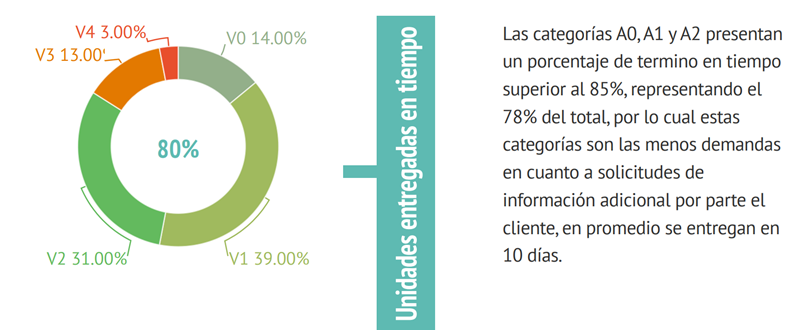 V4 3.00%
V0 14.00%
V3 13.00
80%
V2 31.00%
V1 39.00%
Unidades entregadas en tiempo
Las categorías A0, A1 y A2 presentan
un porcentaje de termino en tiempo
superior al 85%, representando el
78% del total, por lo cual estas
categorías son las menos demandas
en cuanto a solicitudes de
información adicional por parte el
cliente, en promedio se entregan en
10 días.